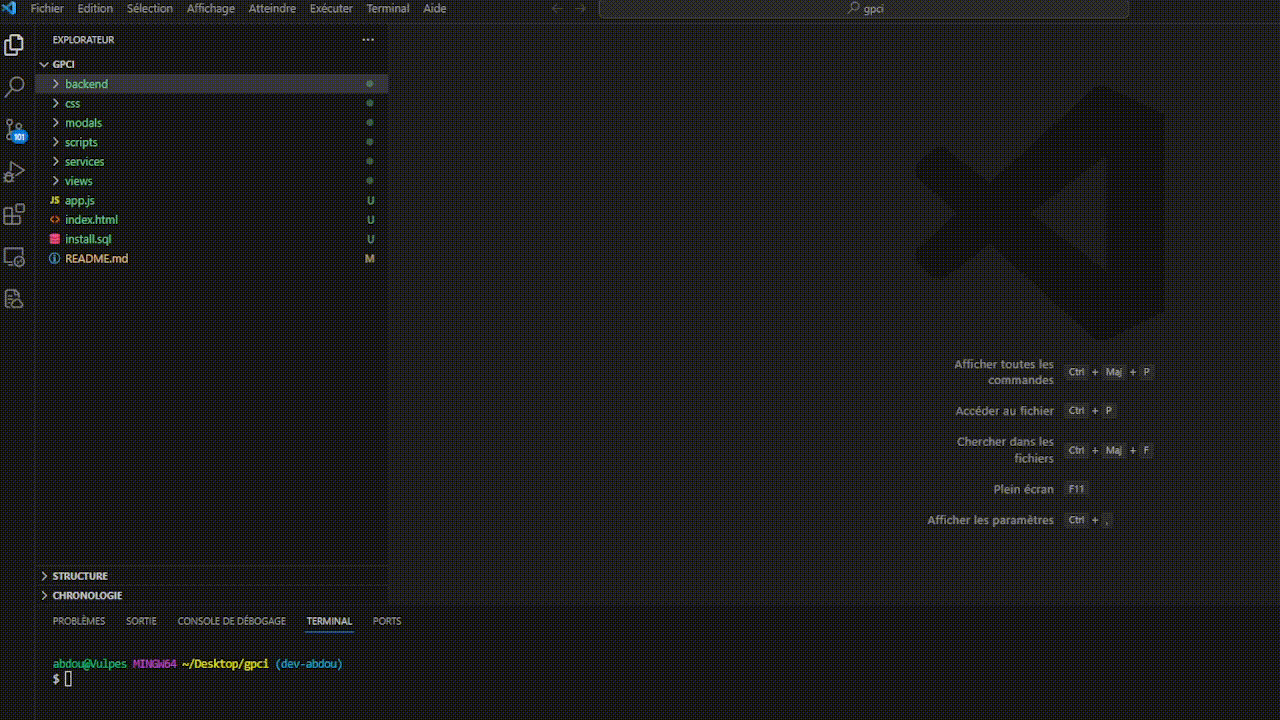 Fichier Edition Sélection Affichage Atteindre Exécuter Terminal Aide gpci
EXPLORATEUR
GPCI
backend
css
modals
scripts
services
views
JS app.js U
index.html U
install.sql U
README.md M
101
Afficher toutes les commandes Ctrl + Maj + P
Accéder au fichier Ctrl + P
Chercher dans les fichiers Ctrl + Maj + F
Plein écran F11
Afficher les paramètres Ctrl + ,
STRUCTURE
CHRONOLOGIE
PROBLÈMES SORTIE CONSOLE DE DÉBOGAGE TERMINAL PORTS
abdou@Vulpes MINGW64 ~/Desktop/gpci (dev-abdou)
$